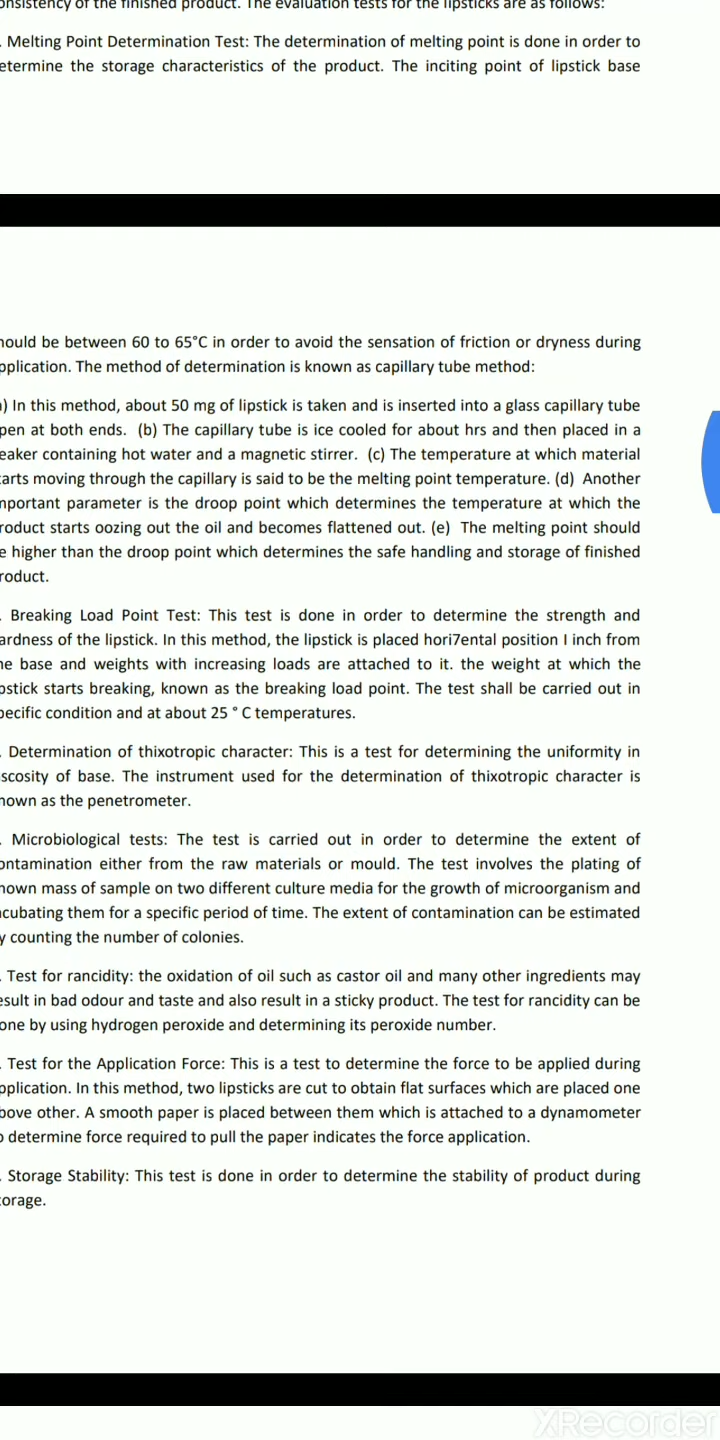 onsistency of the finished product. The evaluation tests for the lipsticks are as follows:
. Melting Point Determination Test: The determination of melting point is done in order to
etermine the storage characteristics of the product. The inciting point of lipstick base
hould be between 60 to 65°C in order to avoid the sensation of friction or dryness during
pplication. The method of determination is known as capillary tube method:
) In this method, about 50 mg of lipstick is taken and is inserted into a glass capillary tube
pen at both ends. (b) The capillary tube is ice cooled for about hrs and then placed in a
eaker containing hot water and a magnetic stirrer. (c) The temperature at which material
tarts moving through the capillary is said to be the melting point temperature. (d) Another
mportant parameter is the droop point which determines the temperature at which the
roduct starts oozing out the oil and becomes flattened out. (e) The melting point should
e higher than the droop point which determines the safe handling and storage of finished
roduct.
. Breaking Load Point Test: This test is done in order to determine the strength and
ardness of the lipstick. In this method, the lipstick is placed hori7ental position I inch from
he base and weights with increasing loads are attached to it. the weight at which the
pstick starts breaking, known as the breaking load point. The test shall be carried out in
pecific condition and at about 25 ° C temperatures.
. Determination of thixotropic character: This is a test for determining the uniformity in
scosity of base. The instrument used for the determination of thixotropic character is
nown as the penetrometer.
. Microbiological tests: The test is carried out in order to determine the extent of
ontamination either from the raw materials or mould. The test involves the plating of
nown mass of sample on two different culture media for the growth of microorganism and
ncubating them for a specific period of time. The extent of contamination can be estimated
y counting the number of colonies.
. Test for rancidity: the oxidation of oil such as castor oil and many other ingredients may
esult in bad odour and taste and also result in a sticky product. The test for rancidity can be
one by using hydrogen peroxide and determining its peroxide number.
. Test for the Application Force: This is a test to determine the force to be applied during
pplication. In this method, two lipsticks are cut to obtain flat surfaces which are placed one
bove other. A smooth paper is placed between them which is attached to a dynamometer
o determine force required to pull the paper indicates the force application.
. Storage Stability: This test is done in order to determine the stability of product during
torage.
XRecorder